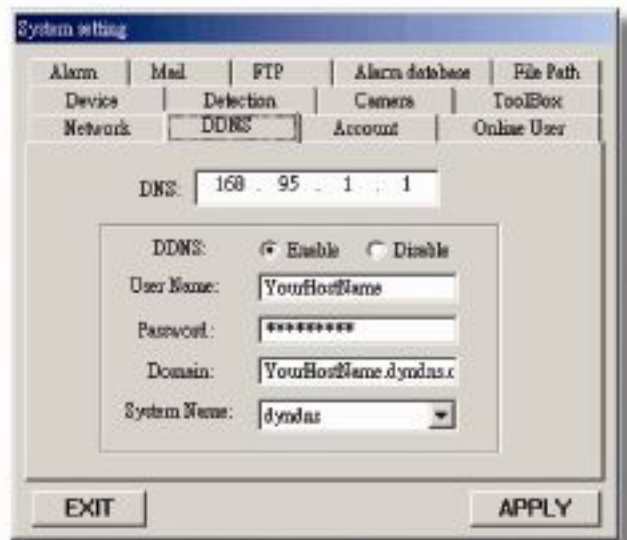 System setting
Alarm Mail FTP Alarm database File Path
Device Detection Camera ToolBox
Network DDNS Account Online User
DNS: 168 . 95 . 1 . 1
DDNS: Enable Disable
User Name: YourHostName
Password: *********
Domain: YourHostName.dyndns.o
System Name: dyndns
EXIT APPLY